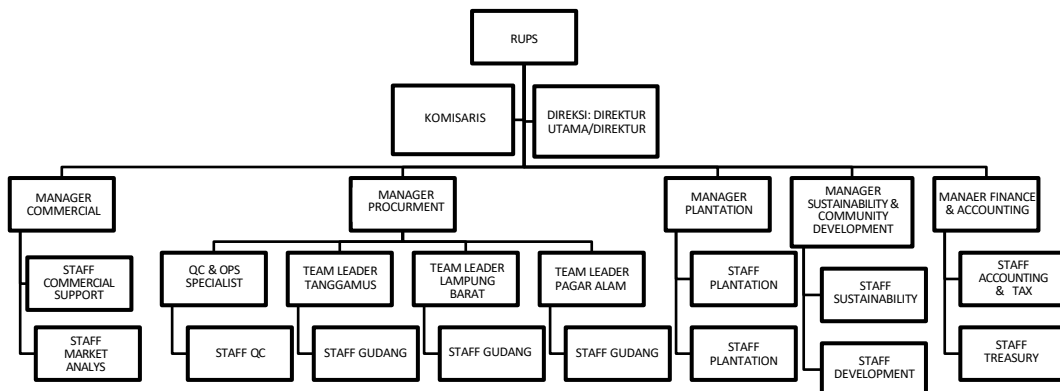 RUPS
KOMISARIS
DIREKSI: DIREKTUR
UTAMA/DIREKTUR
MANAGER
COMMERCIAL
MANAGER
PROCURMENT
MANAGER
PLANTATION
MANAGER
SUSTAINABILITY &
COMMUNITY
DEVELOPMENT
MANAER FINANCE
& ACCOUNTING
STAFF
COMMERCIAL
SUPPORT
QC & OPS
SPECIALIST
TEAM LEADER
TANGGAMUS
TEAM LEADER
LAMPUNG
BARAT
TEAM LEADER
PAGAR ALAM
STAFF
PLANTATION
STAFF
SUSTAINABILITY
STAFF
ACCOUNTING
& TAX
STAFF
MARKET
ANALYS
STAFF QC
STAFF GUDANG
STAFF GUDANG
STAFF GUDANG
STAFF
PLANTATION
STAFF
DEVELOPMENT
STAFF
TREASURY